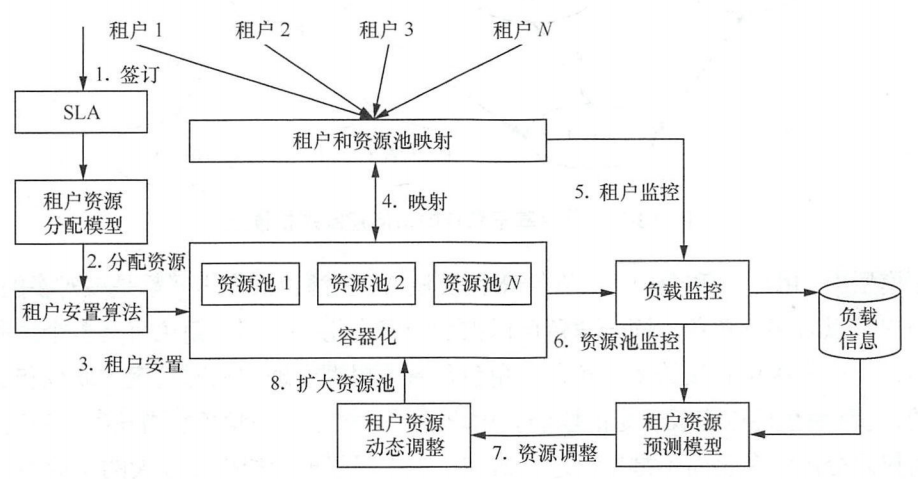 租户 1
租户 2
租户 3
租户 N
1. 签订
SLA
租户和资源池映射
租户资源
分配模型
4. 映射
5. 租户监控
2. 分配资源
资源池 1
资源池 2
资源池 N
租户安置算法
容器化
负载监控
负载
信息
3. 租户安置
6. 资源池监控
8. 扩大资源池
租户资源
动态调整
7. 资源调整
租户资源
预测模型